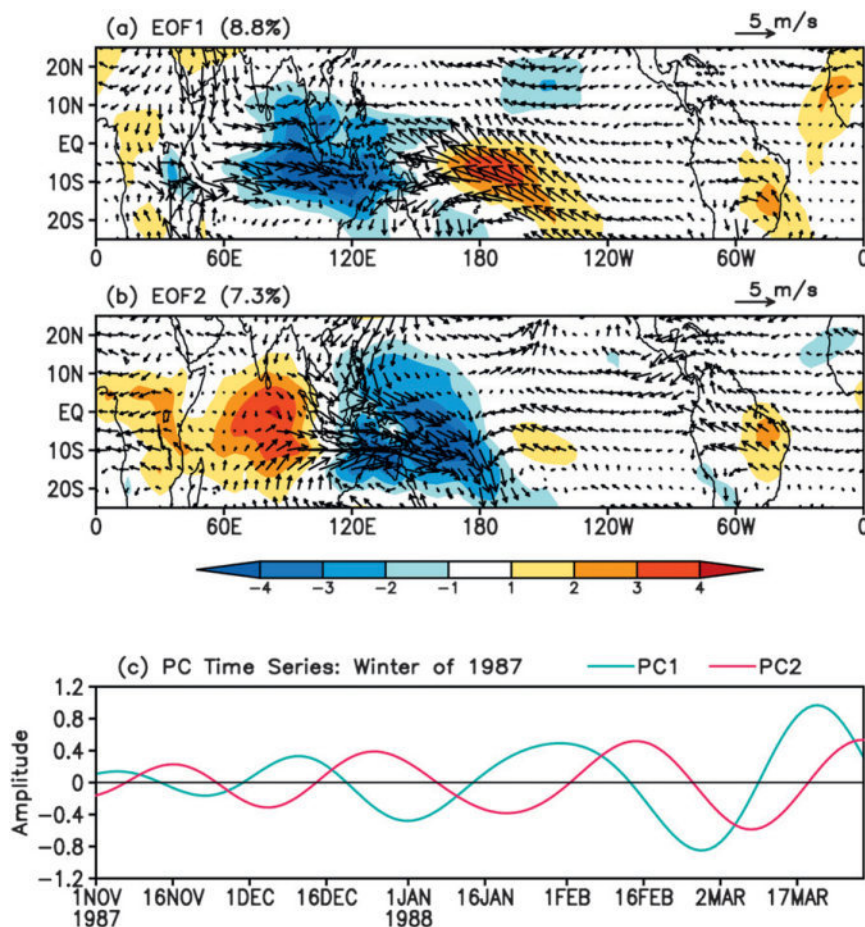 (a) EOF1 (8.8%) 5 m/s
20N
10N
EQ
10S
20S
0 60E 120E 180 120W 60W 0
(b) EOF2 (7.3%) 5 m/s
20N
10N
EQ
10S
20S
0 60E 120E 180 120W 60W 0
-4 -3 -2 -1 1 2 3 4
(c) PC Time Series: Winter of 1987 PC1 PC2
Amplitude
1.2
0.8
0.4
0
-0.4
-0.8
-1.2
1NOV 16NOV 1DEC 16DEC 1JAN 16JAN 1FEB 16FEB 2MAR 17MAR
1987 1988